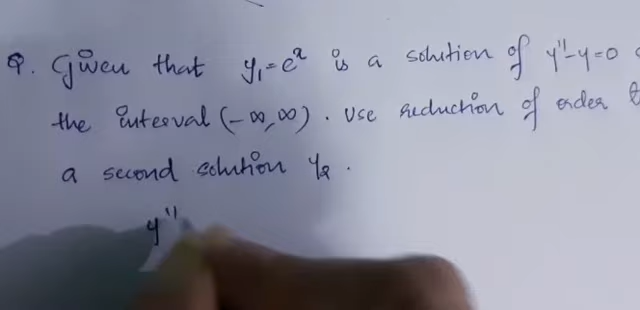 Q. Given that y₁=eˣ is a solution of y''-y=0
the interval (-∞,∞). Use reduction of order
a second solution y₂.
y''